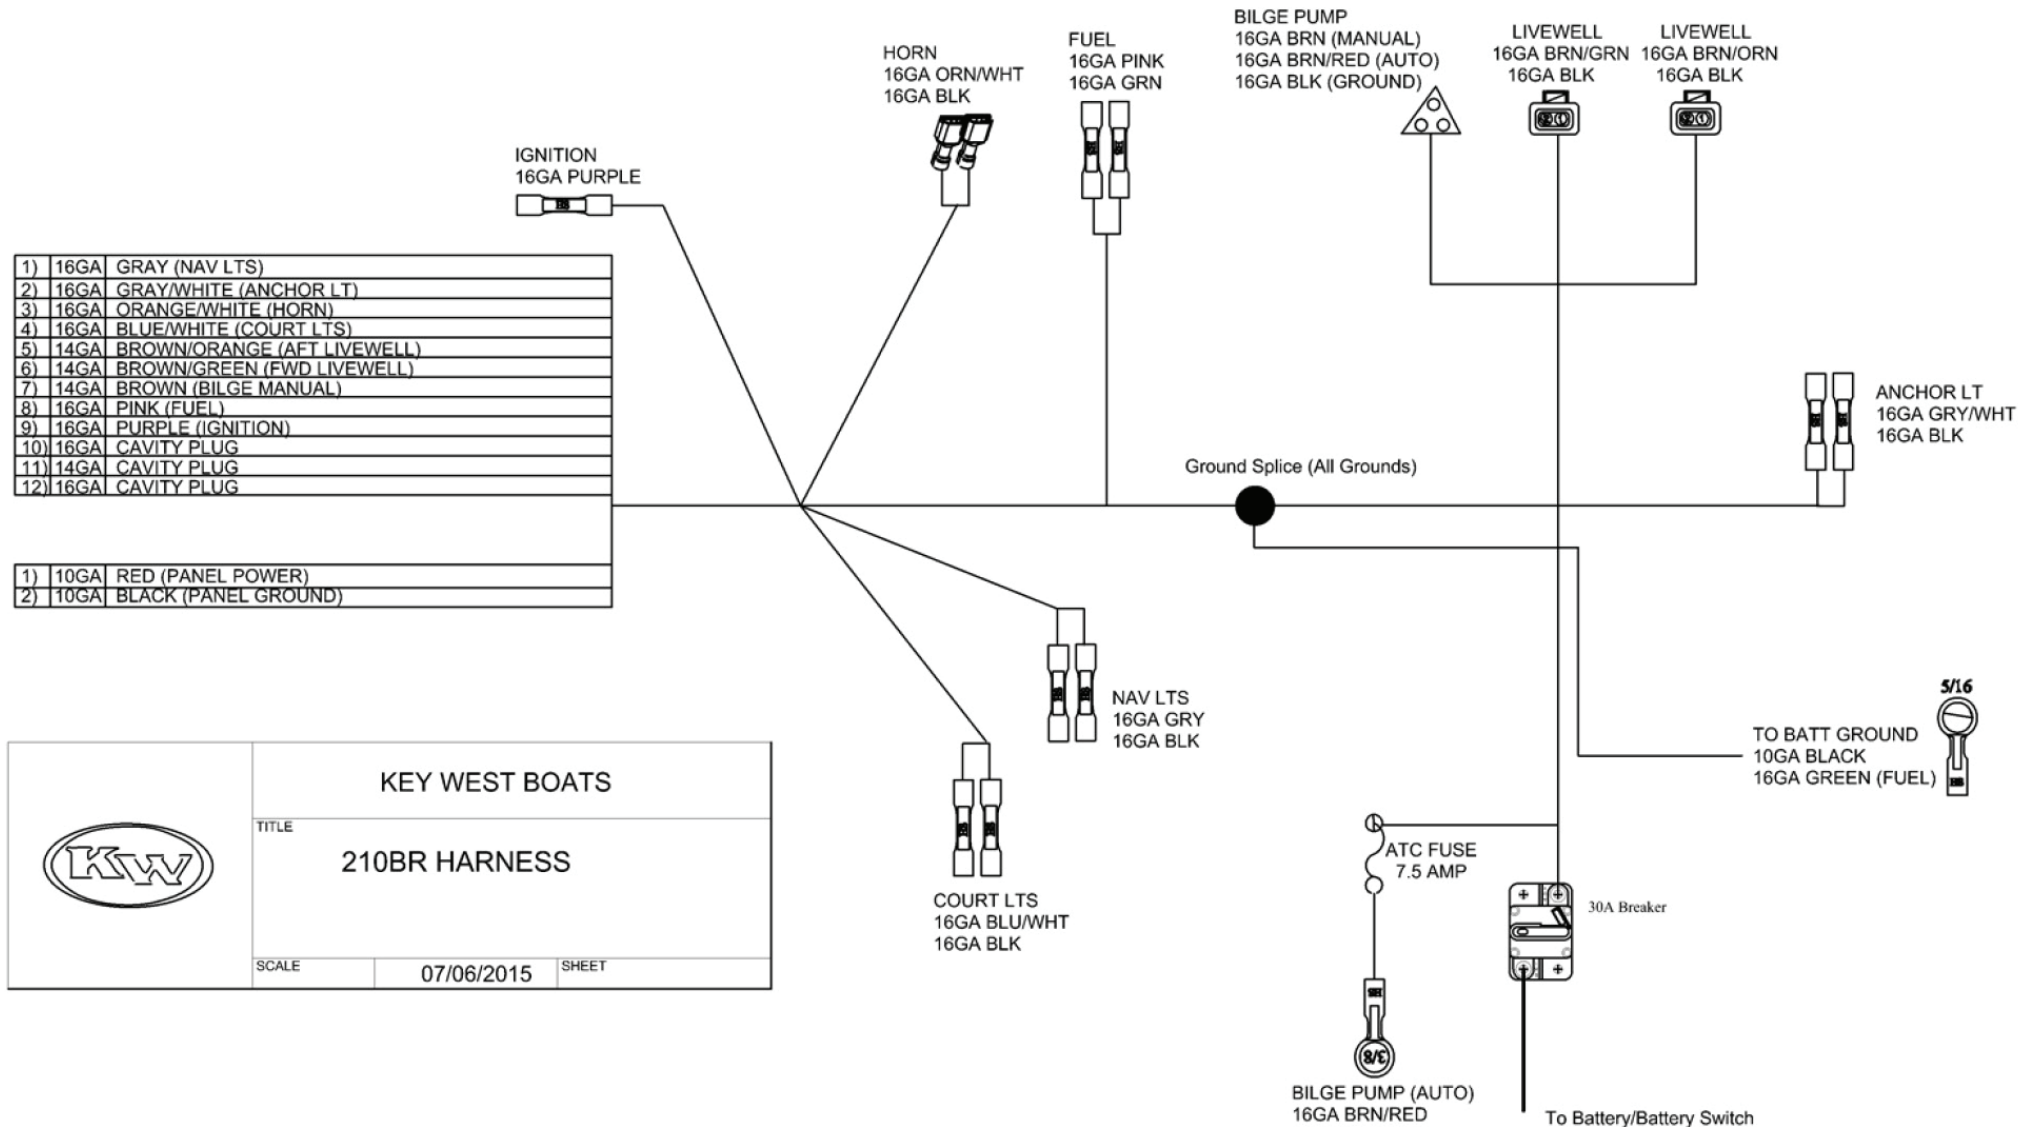 BILGE PUMP
16GA BRN (MANUAL)
16GA BRN/RED (AUTO)
16GA BLK (GROUND)
LIVEWELL
16GA BRN/GRN
16GA BLK
LIVEWELL
16GA BRN/ORN
16GA BLK
HORN
16GA ORN/WHT
16GA BLK
FUEL
16GA PINK
16GA GRN
IGNITION
16GA PURPLE
HS
1) 16GA GRAY (NAV LTS)
2) 16GA GRAY/WHITE (ANCHOR LT)
3) 16GA ORANGE/WHITE (HORN)
4) 16GA BLUE/WHITE (COURT LTS)
5) 14GA BROWN/ORANGE (AFT LIVEWELL)
6) 14GA BROWN/GREEN (FWD LIVEWELL)
7) 14GA BROWN (BILGE MANUAL)
8) 16GA PINK (FUEL)
9) 16GA PURPLE (IGNITION)
10) 16GA CAVITY PLUG
11) 14GA CAVITY PLUG
12) 16GA CAVITY PLUG
1) 10GA RED (PANEL POWER)
2) 10GA BLACK (PANEL GROUND)
Ground Splice (All Grounds)
ANCHOR LT
16GA GRY/WHT
16GA BLK
NAV LTS
16GA GRY
16GA BLK
COURT LTS
16GA BLU/WHT
16GA BLK
5/16
TO BATT GROUND
10GA BLACK
16GA GREEN (FUEL)
HS
ATC FUSE
7.5 AMP
30A Breaker
HS
3/8
BILGE PUMP (AUTO)
16GA BRN/RED
To Battery/Battery Switch
KW
KEY WEST BOATS
TITLE
210BR HARNESS
SCALE
07/06/2015
SHEET